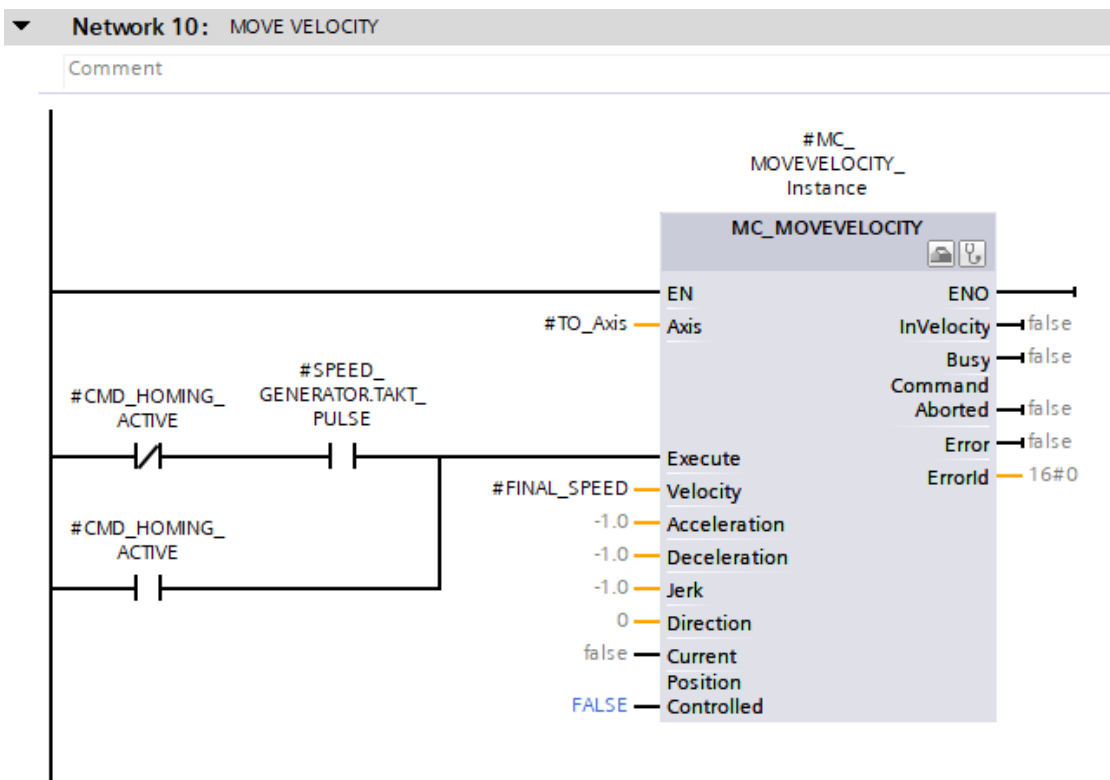 Network 10: MOVE VELOCITY
Comment
#MC_
MOVEVELOCITY_
Instance
MC_MOVEVELOCITY
EN ENO
#TO_Axis Axis InVelocity false
Busy false
Command
Aborted false
Error false
ErrorId 16#0
#CMD_HOMING_
ACTIVE
#SPEED_
GENERATOR.TAKT_
PULSE
Execute
#FINAL_SPEED Velocity
-1.0 Acceleration
#CMD_HOMING_
ACTIVE
-1.0 Deceleration
-1.0 Jerk
0 Direction
false Current
Position
FALSE Controlled